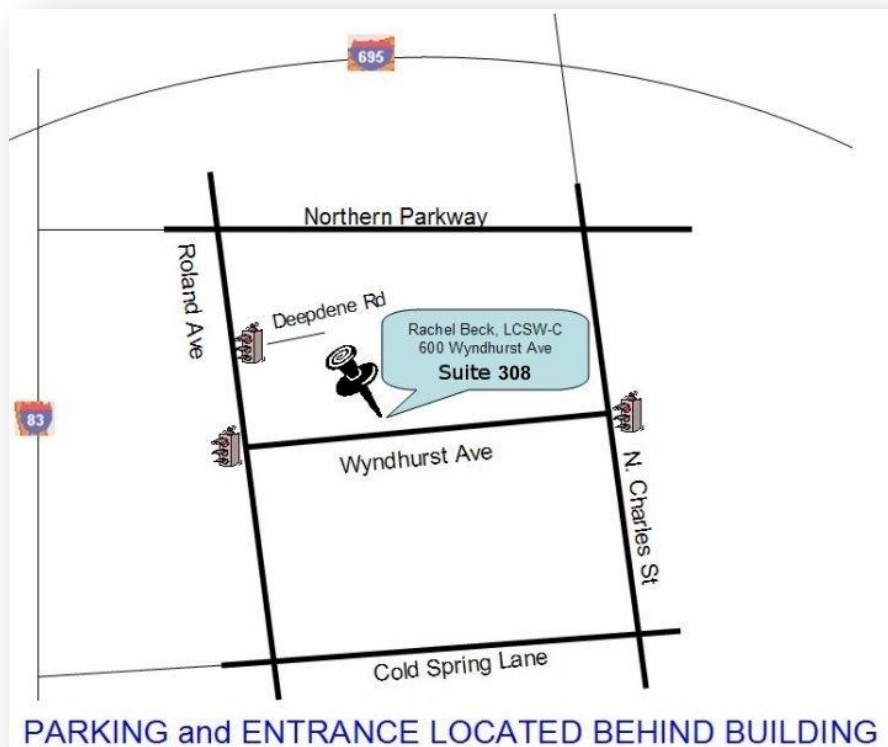 695
Northern Parkway
Roland Ave
Deepdene Rd
Rachel Beck, LCSW-C
600 Wyndhurst Ave
Suite 308
83
Wyndhurst Ave
N. Charles St
Cold Spring Lane
PARKING and ENTRANCE LOCATED BEHIND BUILDING